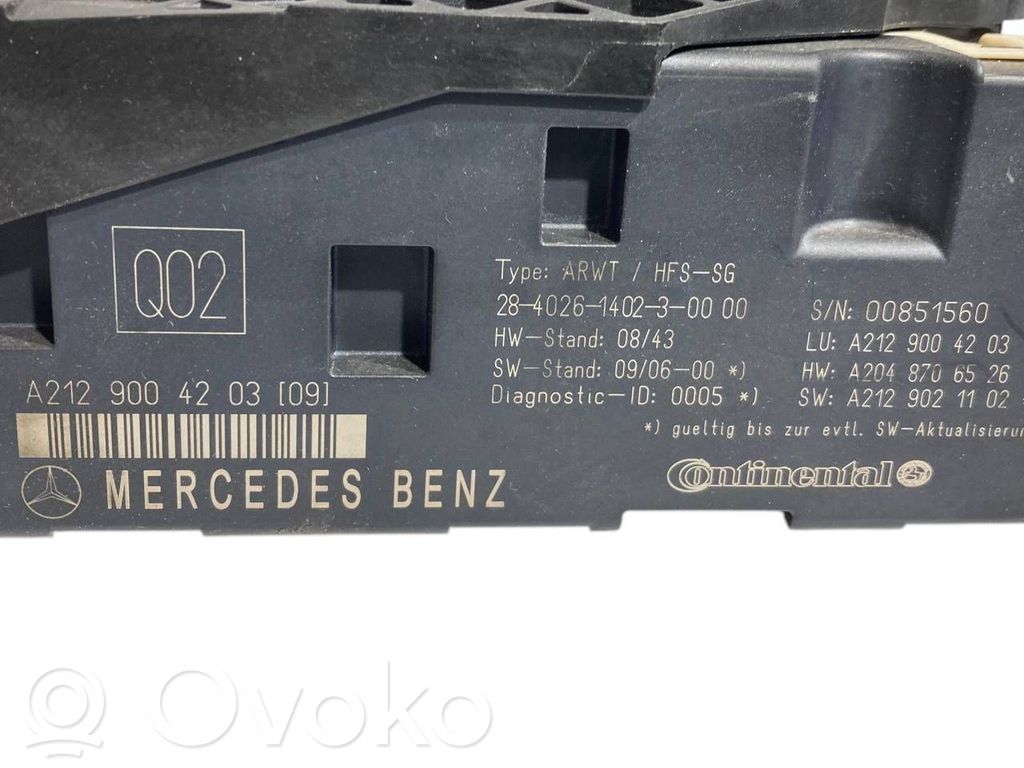 Q02
A212 900 42 03 [09]
MERCEDES BENZ
Type: ARWT / HFS-SG
28-4026-1402-3-00 00
HW-Stand: 08/43
SW-Stand: 09/06-00 *)
Diagnostic-ID: 0005 *)
S/N: 00851560
LU: A212 900 42 03
HW: A204 870 65 26
SW: A212 902 11 02
*) gueltig bis zur evtl. SW-Aktualisierun
Continental
Ovoko